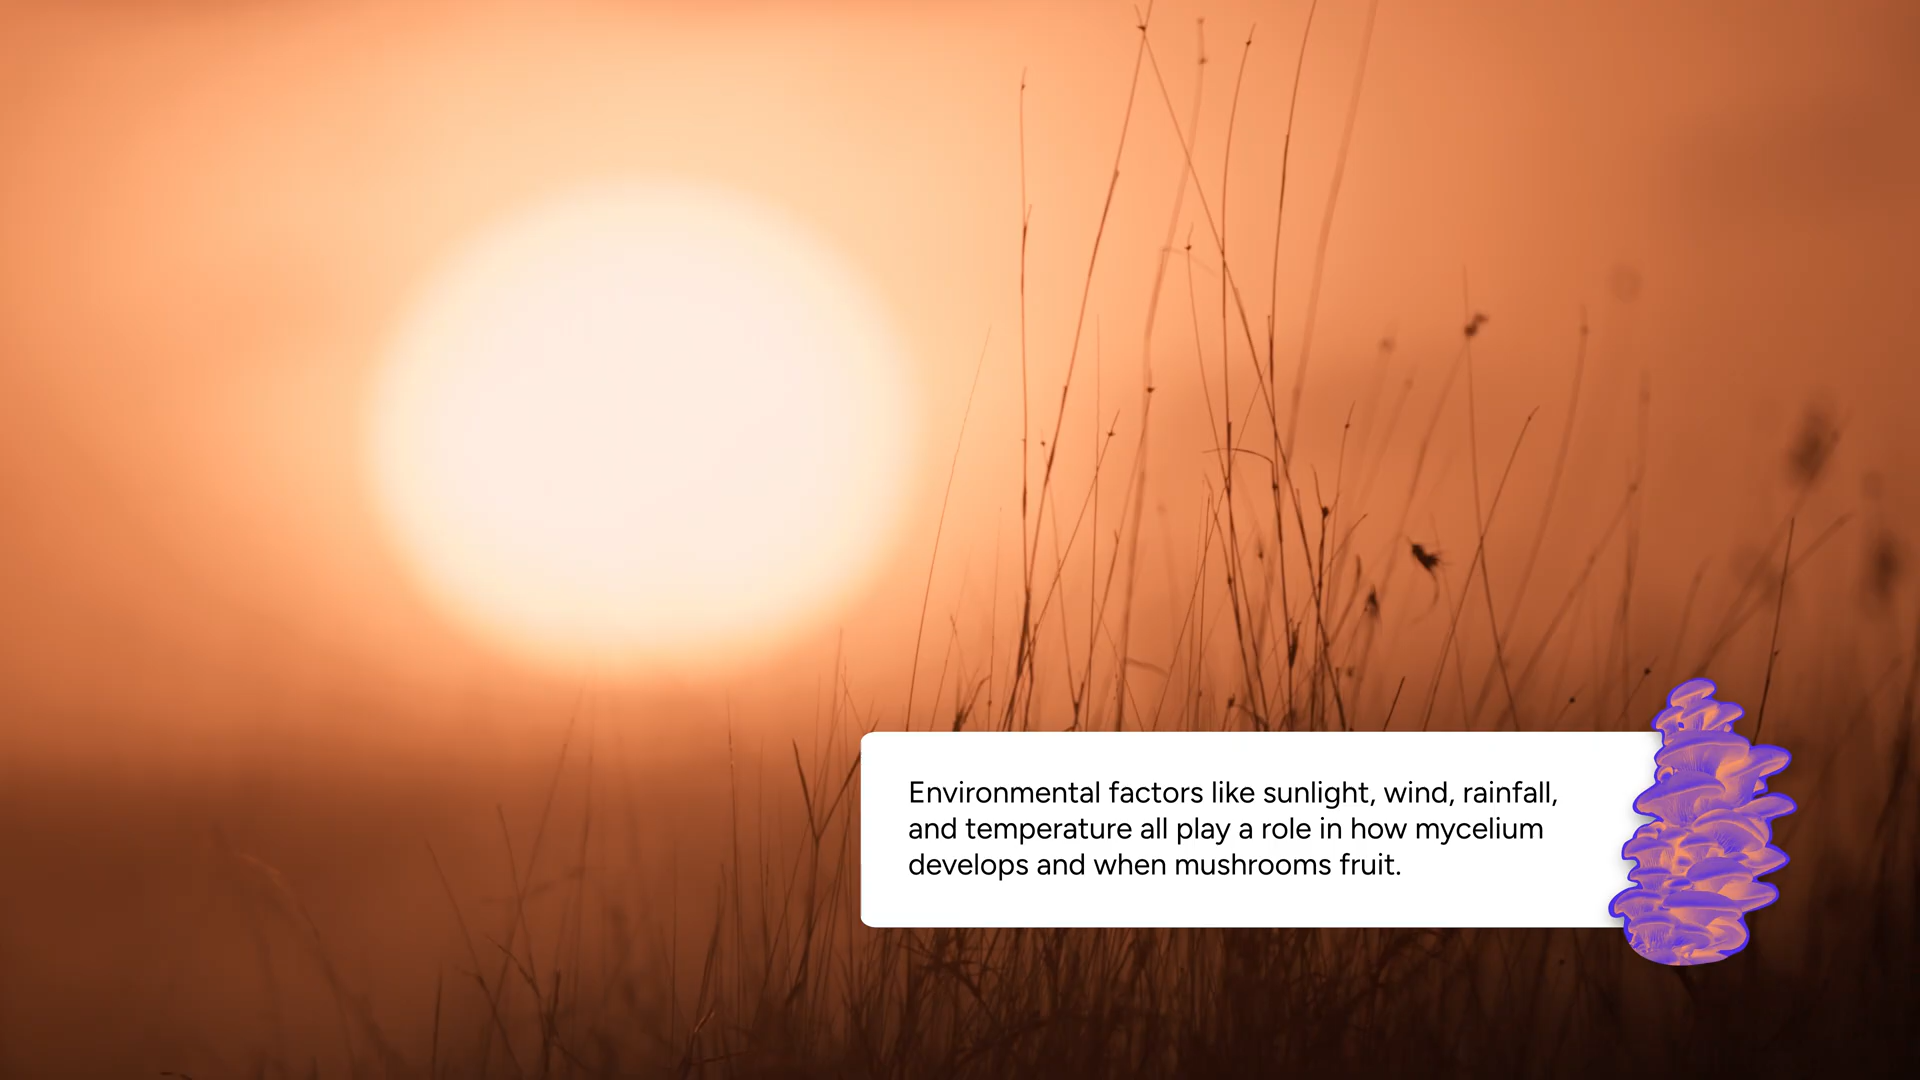 Environmental factors like sunlight, wind, rainfall,
and temperature all play a role in how mycelium
develops and when mushrooms fruit.